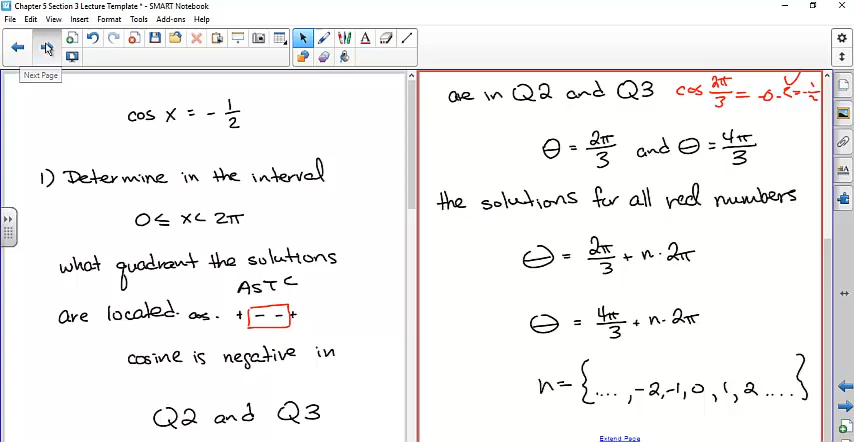 Chapter 5 Section 3 Lecture Template * - SMART Notebook
File Edit View Insert Format Tools Add-ons Help
Next Page
cos x = - 1/2
1) Determine in the interval
0 ≤ x < 2π
what quadrant the solutions
A S T C
are located. cos. + - - +
cosine is negative in
Q2 and Q3
are in Q2 and Q3 cos 2π/3 = -0.5 = -1/2
θ = 2π/3 and θ = 4π/3
the solutions for all real numbers
θ = 2π/3 + n · 2π
θ = 4π/3 + n · 2π
n = { ...., -2, -1, 0, 1, 2 .... }
Extend Page